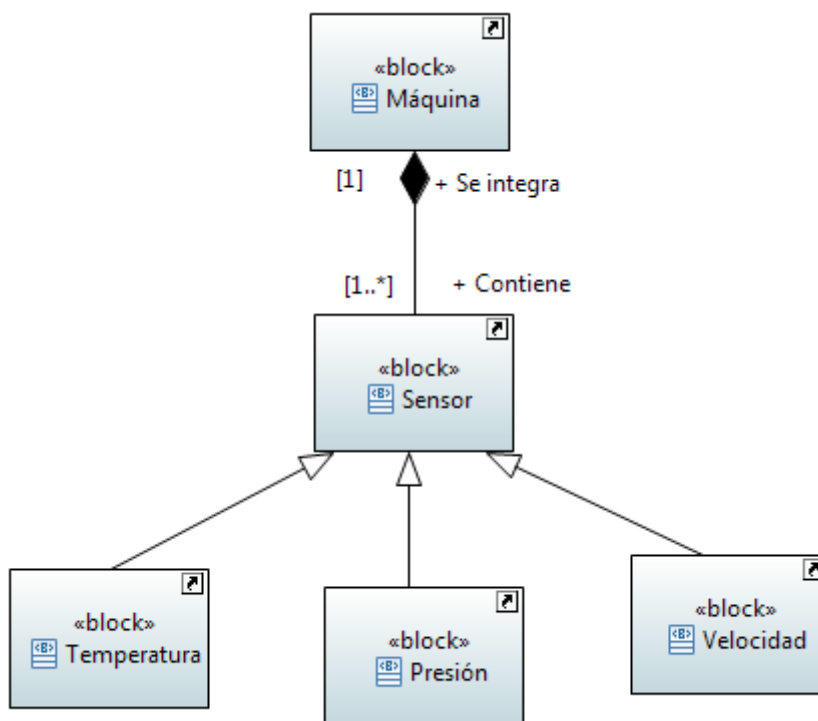 «block»
Máquina
[1]
+ Se integra
[1..*]
+ Contiene
«block»
Sensor
«block»
Temperatura
«block»
Presión
«block»
Velocidad